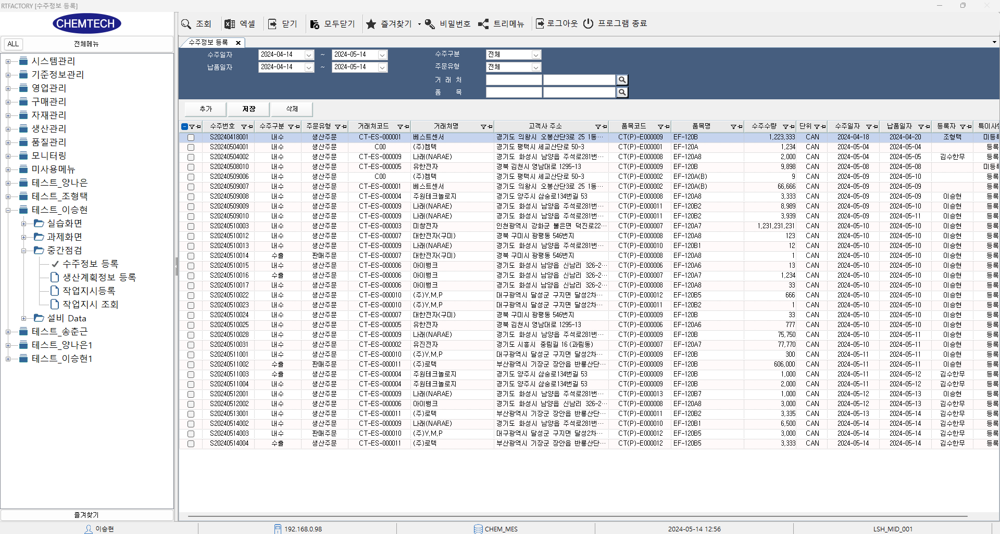 RTFACTORY [수주정보 등록]
CHEMTECH
조회 엑셀 닫기 모두닫기 즐겨찾기 비밀번호 트리메뉴 로그아웃 프로그램 종료
ALL 전체메뉴
시스템관리
기준정보관리
영업관리
구매관리
자재관리
생산관리
품질관리
모니터링
미사용메뉴
테스트_양나은
테스트_조형택
테스트_이승현
실습화면
과제화면
중간점검
수주정보 등록
생산계획정보 등록
작업지시등록
작업지시 조회
설비 Data
테스트_송춘근
테스트_양나은1
테스트_이승현1
즐겨찾기
수주정보 등록
수주일자 2024-04-14 ~ 2024-05-14 수주구분 전체
납품일자 2024-04-14 ~ 2024-05-14 주문유형 전체
거 래 처
품 목
추가 저장 삭제
수주번호 수주구분 주문유형 거래처코드 거래처명 고객사 주소 품목코드 품목명 수주수량 단위 수주일자 납품일자 등록자 특이사항
S20240418001 내수 생산주문 CT-ES-000001 베스트센서 경기도 의왕시 오봉산단3로 25 1동… CT(P)-E000009 EF-120B 1,223,333 CAN 2024-04-18 2024-04-20 조형택 미등록
S20240504001 내수 생산주문 C00 (주)켐텍 경기도 평택시 세교산단로 50-3 CT(P)-E000001 EF-120A 1,234 CAN 2024-05-04 2024-05-04 등록
S20240504002 내수 생산주문 CT-ES-000009 나래(NARAE) 경기도 화성시 남양읍 주석로281번… CT(P)-E000008 EF-120A8 2,000 CAN 2024-05-04 2024-05-05 김수한무 등록
S20240508010 내수 생산주문 CT-ES-000005 유한전자 경북 김천시 영남대로 1295-13 CT(P)-E000009 EF-120B 9,898 CAN 2024-05-08 2024-05-08 미등록
S20240509006 내수 생산주문 C00 (주)켐텍 경기도 평택시 세교산단로 50-3 CT(P)-E000002 EF-120A(B) 9 CAN 2024-05-09 2024-05-10 등록
S20240509007 내수 생산주문 CT-ES-000001 베스트센서 경기도 의왕시 오봉산단3로 25 1동… CT(P)-E000002 EF-120A(B) 66,666 CAN 2024-05-09 2024-05-09 등록
S20240509008 내수 생산주문 CT-ES-000004 주원테크놀로지 경기도 양주시 삼숭로134번길 53 CT(P)-E000008 EF-120A8 3,333 CAN 2024-05-09 2024-05-09 이승현 등록
S20240509009 내수 생산주문 CT-ES-000009 나래(NARAE) 경기도 화성시 남양읍 주석로281번… CT(P)-E000011 EF-120B2 8,989 CAN 2024-05-09 2024-05-10 이승현 등록
S20240509010 내수 생산주문 CT-ES-000009 나래(NARAE) 경기도 화성시 남양읍 주석로281번… CT(P)-E000011 EF-120B2 3,939 CAN 2024-05-09 2024-05-11 이승현 등록
S20240510003 내수 생산주문 CT-ES-000003 미창전자 인천광역시 강화군 불은면 덕진로22… CT(P)-E000007 EF-120A7 1,231,231,231 CAN 2024-05-10 2024-05-10 이승현 등록
S20240510012 내수 생산주문 CT-ES-000007 대한전자(구미) 경북 구미시 광평동 546번지 CT(P)-E000008 EF-120A8 123 CAN 2024-05-10 2024-05-10 이승현 등록
S20240510013 내수 생산주문 CT-ES-000009 나래(NARAE) 경기도 화성시 남양읍 주석로281번… CT(P)-E000010 EF-120B1 12 CAN 2024-05-10 2024-05-10 이승현 등록
S20240510014 수출 판매주문 CT-ES-000007 대한전자(구미) 경북 구미시 광평동 546번지 CT(P)-E000008 EF-120A8 1 CAN 2024-05-10 2024-05-10 이승현 등록
S20240510015 내수 생산주문 CT-ES-000006 아이뱅크 경기도 화성시 남양읍 신남리 326-2… CT(P)-E000006 EF-120A6 13 CAN 2024-05-10 2024-05-10 이승현 등록
S20240510016 수출 생산주문 CT-ES-000006 아이뱅크 경기도 화성시 남양읍 신남리 326-2… CT(P)-E000007 EF-120A7 1,234 CAN 2024-05-10 2024-05-10 이승현 등록
S20240510017 내수 생산주문 CT-ES-000006 아이뱅크 경기도 화성시 남양읍 신남리 326-2… CT(P)-E000008 EF-120A8 33 CAN 2024-05-10 2024-05-10 이승현 등록
S20240510022 내수 생산주문 CT-ES-000010 (주)Y,M,P 대구광역시 달성군 구지면 달성2차… CT(P)-E000012 EF-120B5 666 CAN 2024-05-10 2024-05-10 이승현 등록
S20240510023 내수 생산주문 CT-ES-000010 (주)Y,M,P 대구광역시 달성군 구지면 달성2차… CT(P)-E000011 EF-120B2 1 CAN 2024-05-10 2024-05-10 이승현 등록
S20240510024 내수 생산주문 CT-ES-000007 대한전자(구미) 경북 구미시 광평동 546번지 CT(P)-E000009 EF-120B 33 CAN 2024-05-10 2024-05-10 이승현 등록
S20240510025 내수 생산주문 CT-ES-000005 유한전자 경북 김천시 영남대로 1295-13 CT(P)-E000006 EF-120A6 777 CAN 2024-05-10 2024-05-10 이승현 등록
S20240510028 내수 생산주문 CT-ES-000009 나래(NARAE) 경기도 화성시 남양읍 주석로281번… CT(P)-E000009 EF-120B 75,750 CAN 2024-05-10 2024-05-11 이승현 등록
S20240510031 내수 생산주문 CT-ES-000002 유진전자 경기도 시흥시 중림길 16 (과림동) CT(P)-E000007 EF-120A7 77,770 CAN 2024-05-10 2024-05-11 이승현 등록
S20240511001 내수 생산주문 CT-ES-000010 (주)Y,M,P 대구광역시 달성군 구지면 달성2차… CT(P)-E000009 EF-120B 300 CAN 2024-05-11 2024-05-11 이승현 등록
S20240511002 수출 판매주문 CT-ES-000011 (주)로텍 부산광역시 기장군 장안읍 반룡산단… CT(P)-E000009 EF-120B 606,000 CAN 2024-05-11 2024-05-11 이승현 등록
S20240511003 수출 생산주문 CT-ES-000004 주원테크놀로지 경기도 양주시 삼숭로134번길 53 CT(P)-E000009 EF-120B 1,000 CAN 2024-05-11 2024-05-12 김수한무 등록
S20240511004 내수 생산주문 CT-ES-000004 주원테크놀로지 경기도 양주시 삼숭로134번길 53 CT(P)-E000009 EF-120B 2,000 CAN 2024-05-11 2024-05-12 김수한무 등록
S20240512001 내수 생산주문 CT-ES-000009 나래(NARAE) 경기도 화성시 남양읍 주석로281번… CT(P)-E000013 EF-120B7 1,000 CAN 2024-05-12 2024-05-13 이승현 등록
S20240512002 내수 생산주문 CT-ES-000006 아이뱅크 경기도 화성시 남양읍 신남리 326-2… CT(P)-E000008 EF-120A8 3,000 CAN 2024-05-12 2024-05-13 김수한무 등록
S20240513001 내수 생산주문 CT-ES-000011 (주)로텍 부산광역시 기장군 장안읍 반룡산단… CT(P)-E000011 EF-120B2 3,335 CAN 2024-05-13 2024-05-14 김수한무 등록
S20240514002 내수 생산주문 CT-ES-000009 나래(NARAE) 경기도 화성시 남양읍 주석로281번… CT(P)-E000010 EF-120B1 6,500 CAN 2024-05-14 2024-05-14 김수한무 등록
S20240514003 내수 판매주문 CT-ES-000010 (주)Y,M,P 대구광역시 달성군 구지면 달성2차… CT(P)-E000012 EF-120B5 3,000 CAN 2024-05-14 2024-05-14 김수한무 등록
S20240514004 수출 생산주문 CT-ES-000011 (주)로텍 부산광역시 기장군 장안읍 반룡산단… CT(P)-E000012 EF-120B5 3,333 CAN 2024-05-14 2024-05-14 김수한무 등록
이승현 192.168.0.98 CHEM_MES 2024-05-14 12:56 LSH_MID_001